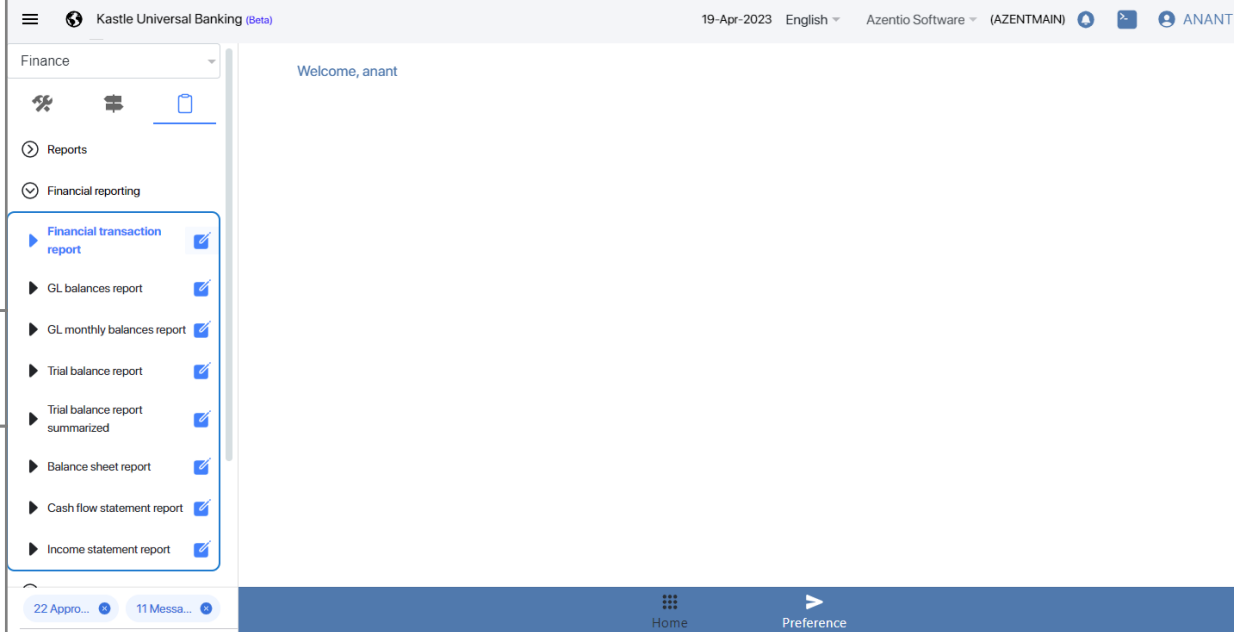 Kastle Universal Banking (Beta)
19-Apr-2023 English Azentio Software (AZENTMAIN) ANANT
Finance
Welcome, anant
Reports
Financial reporting
Financial transaction
report
GL balances report
GL monthly balances report
Trial balance report
Trial balance report
summarized
Balance sheet report
Cash flow statement report
Income statement report
22 Appro... 11 Messa...
Home Preference